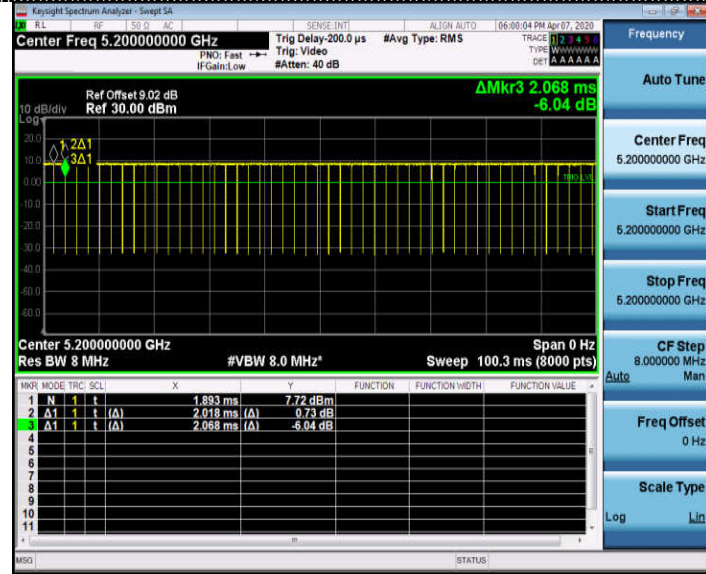 Keysight Spectrum Analyzer - Swept SA
RL RF 50 Ω AC SENSE:INT ALIGN AUTO 06:00:04 PM Apr 07, 2020
Center Freq 5.200000000 GHz
PNO: Fast
IFGain:Low
Trig Delay-200.0 µs
Trig: Video
#Atten: 40 dB
#Avg Type: RMS
TRACE 1 2 3 4 5 6
TYPE WWWWWW
DET A A A A A A
Ref Offset 9.02 dB
10 dB/div Ref 30.00 dBm
Log
ΔMkr3 2.068 ms
-6.04 dB
20.0
10.0
0.00
-10.0
-20.0
-30.0
-40.0
-50.0
-60.0
1 2Δ1
3Δ1
TRIG LVL
Center 5.200000000 GHz Span 0 Hz
Res BW 8 MHz #VBW 8.0 MHz* Sweep 100.3 ms (8000 pts)
MKR MODE TRC SCL X Y FUNCTION FUNCTION WIDTH FUNCTION VALUE
1 N 1 t 1.893 ms 7.72 dBm
2 Δ1 1 t (Δ) 2.018 ms (Δ) 0.73 dB
3 Δ1 1 t (Δ) 2.068 ms (Δ) -6.04 dB
4
5
6
7
8
9
10
11
MSG STATUS
Frequency
Auto Tune
Center Freq
5.200000000 GHz
Start Freq
5.200000000 GHz
Stop Freq
5.200000000 GHz
CF Step
8.000000 MHz
Auto Man
Freq Offset
0 Hz
Scale Type
Log Lin